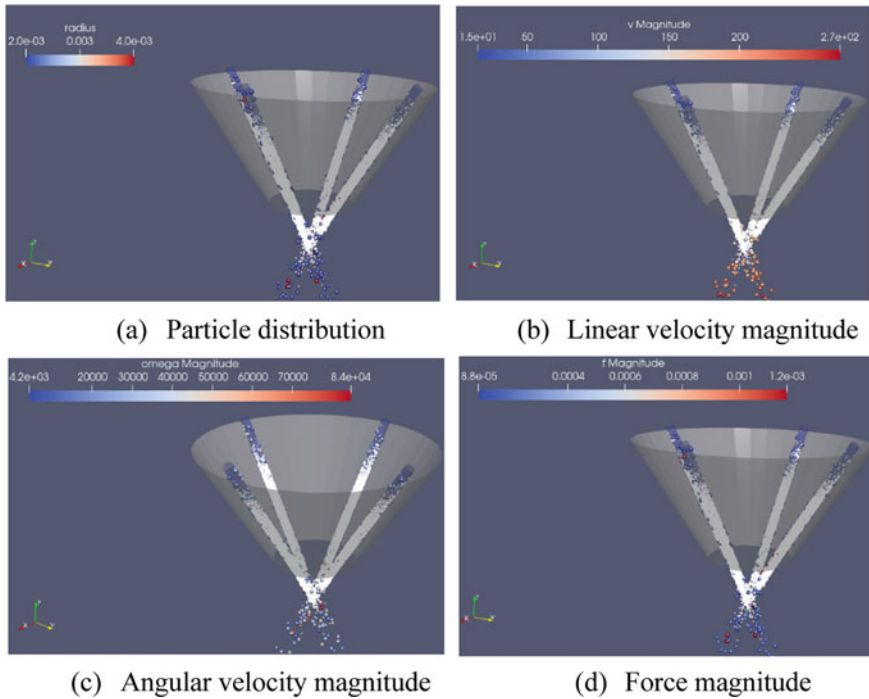 radius
2.0e-03 0.003 4.0e-03
v Magnitude
1.5e+01 50 100 150 200 2.7e+02
(a) Particle distribution
(b) Linear velocity magnitude
omega Magnitude
4.2e+03 20000 30000 40000 50000 60000 70000 8.4e+04
f Magnitude
8.8e-05 0.0004 0.0006 0.0008 0.001 1.2e-03
(c) Angular velocity magnitude
(d) Force magnitude